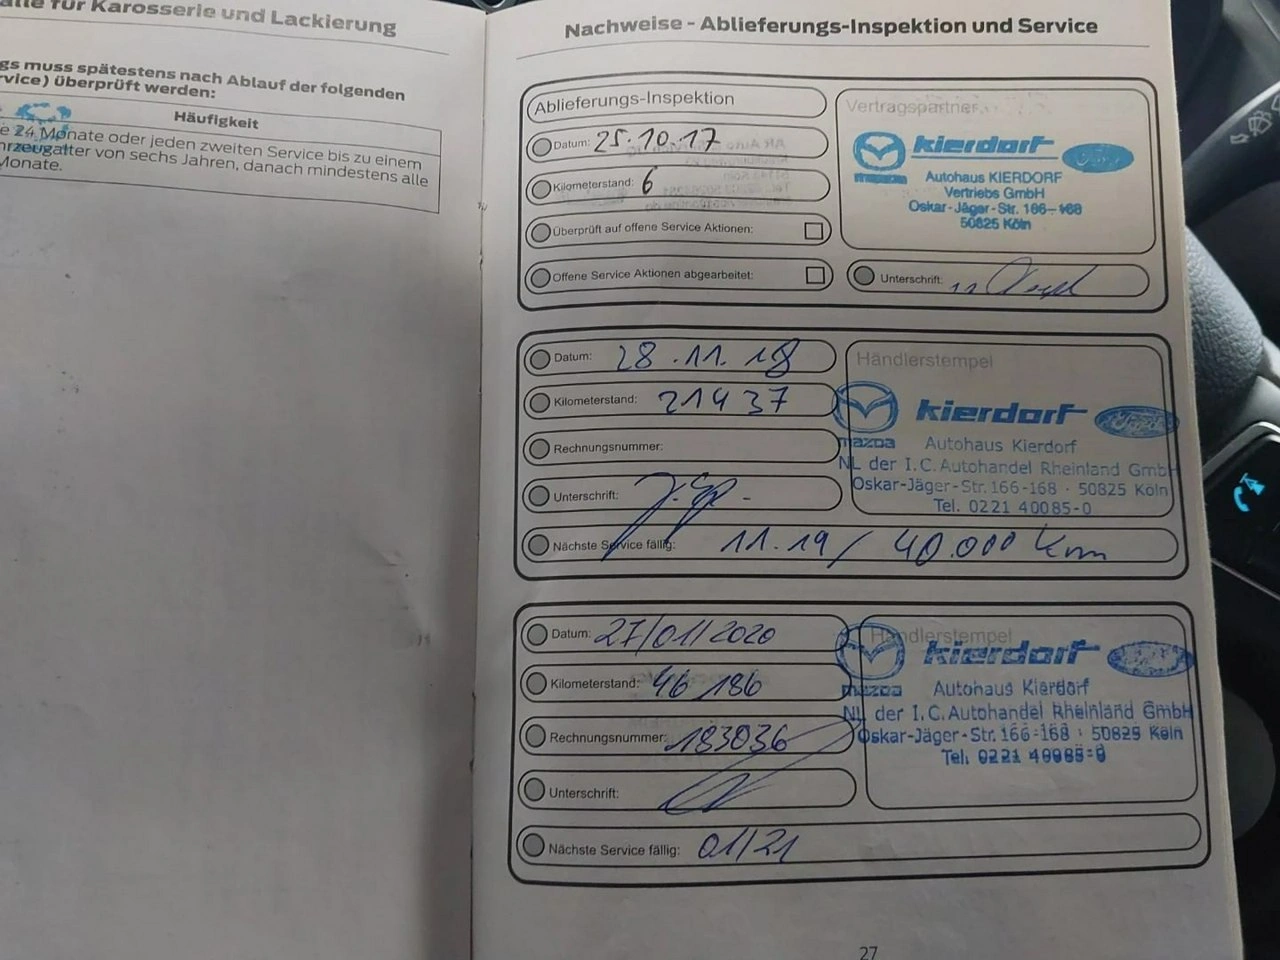 für Karosserie und Lackierung
gs muss spätestens nach Ablauf der folgenden
rvice) überprüft werden:
Häufigkeit
e 24 Monate oder jeden zweiten Service bis zu einem
hrzeugalter von sechs Jahren, danach mindestens alle
Monate.
Nachweise - Ablieferungs-Inspektion und Service
Ablieferungs-Inspektion
Datum: 25.10.17
Kilometerstand: 6
Überprüft auf offene Service Aktionen:
Offene Service Aktionen abgearbeitet:
Vertragspartner
kierdorf
mazda
Ford
Autohaus KIERDORF
Vertriebs GmbH
Oskar-Jäger-Str. 166-168
50825 Köln
Unterschrift:
Datum: 28.11.18
Kilometerstand: 21437
Rechnungsnummer:
Unterschrift:
Nächste Service fällig: 11.19 / 40.000 km
Händlerstempel
kierdorf
Ford
mazda
Autohaus Kierdorf
NL der I.C. Autohandel Rheinland GmbH
Oskar-Jäger-Str. 166-168 · 50825 Köln
Tel. 0221 40085-0
Datum: 27/01/2020
Kilometerstand: 46 186
Rechnungsnummer: 183036
Unterschrift:
Nächste Service fällig: 01/21
Händlerstempel
kierdorf
mazda
Autohaus Kierdorf
NL der I.C. Autohandel Rheinland GmbH
Oskar-Jäger-Str. 166-168 · 50825 Köln
Tel. 0221 40085-0
27